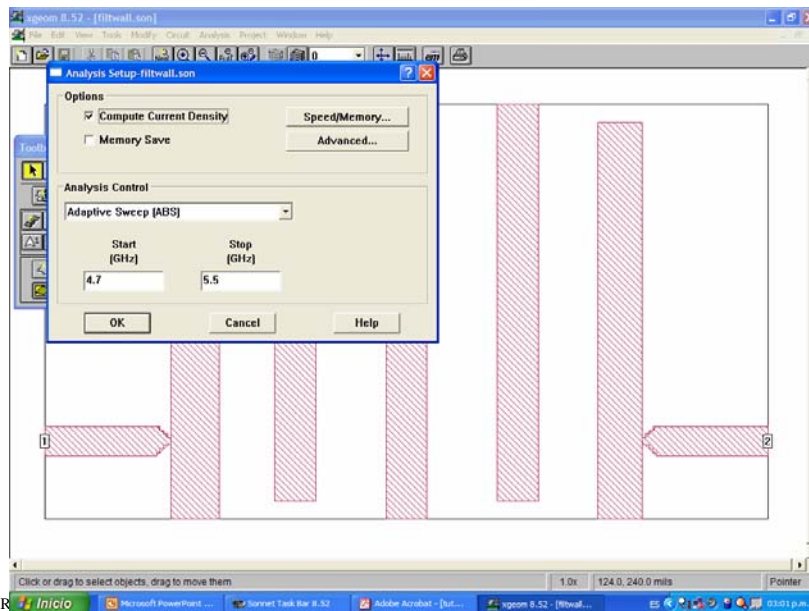 xgeom 8.52 - [filtwall.son]
File Edit View Tools Modify Circuit Analysis Project Window Help
0
em
Analysis Setup-filtwall.son
Options
Compute Current Density
Speed/Memory...
Memory Save
Advanced...
Analysis Control
Adaptive Sweep (ABS)
Start
(GHz)
Stop
(GHz)
4.7
5.5
OK
Cancel
Help
1
2
Click or drag to select objects, drag to move them.
1.0x
124.0, 240.0 mils
Pointer
R
Inicio
Microsoft PowerPoint ...
Sonnet Task Bar 8.52
Adobe Acrobat - [tut...
xgeom 8.52 - [filtwal...
ES
03:01 p.m.